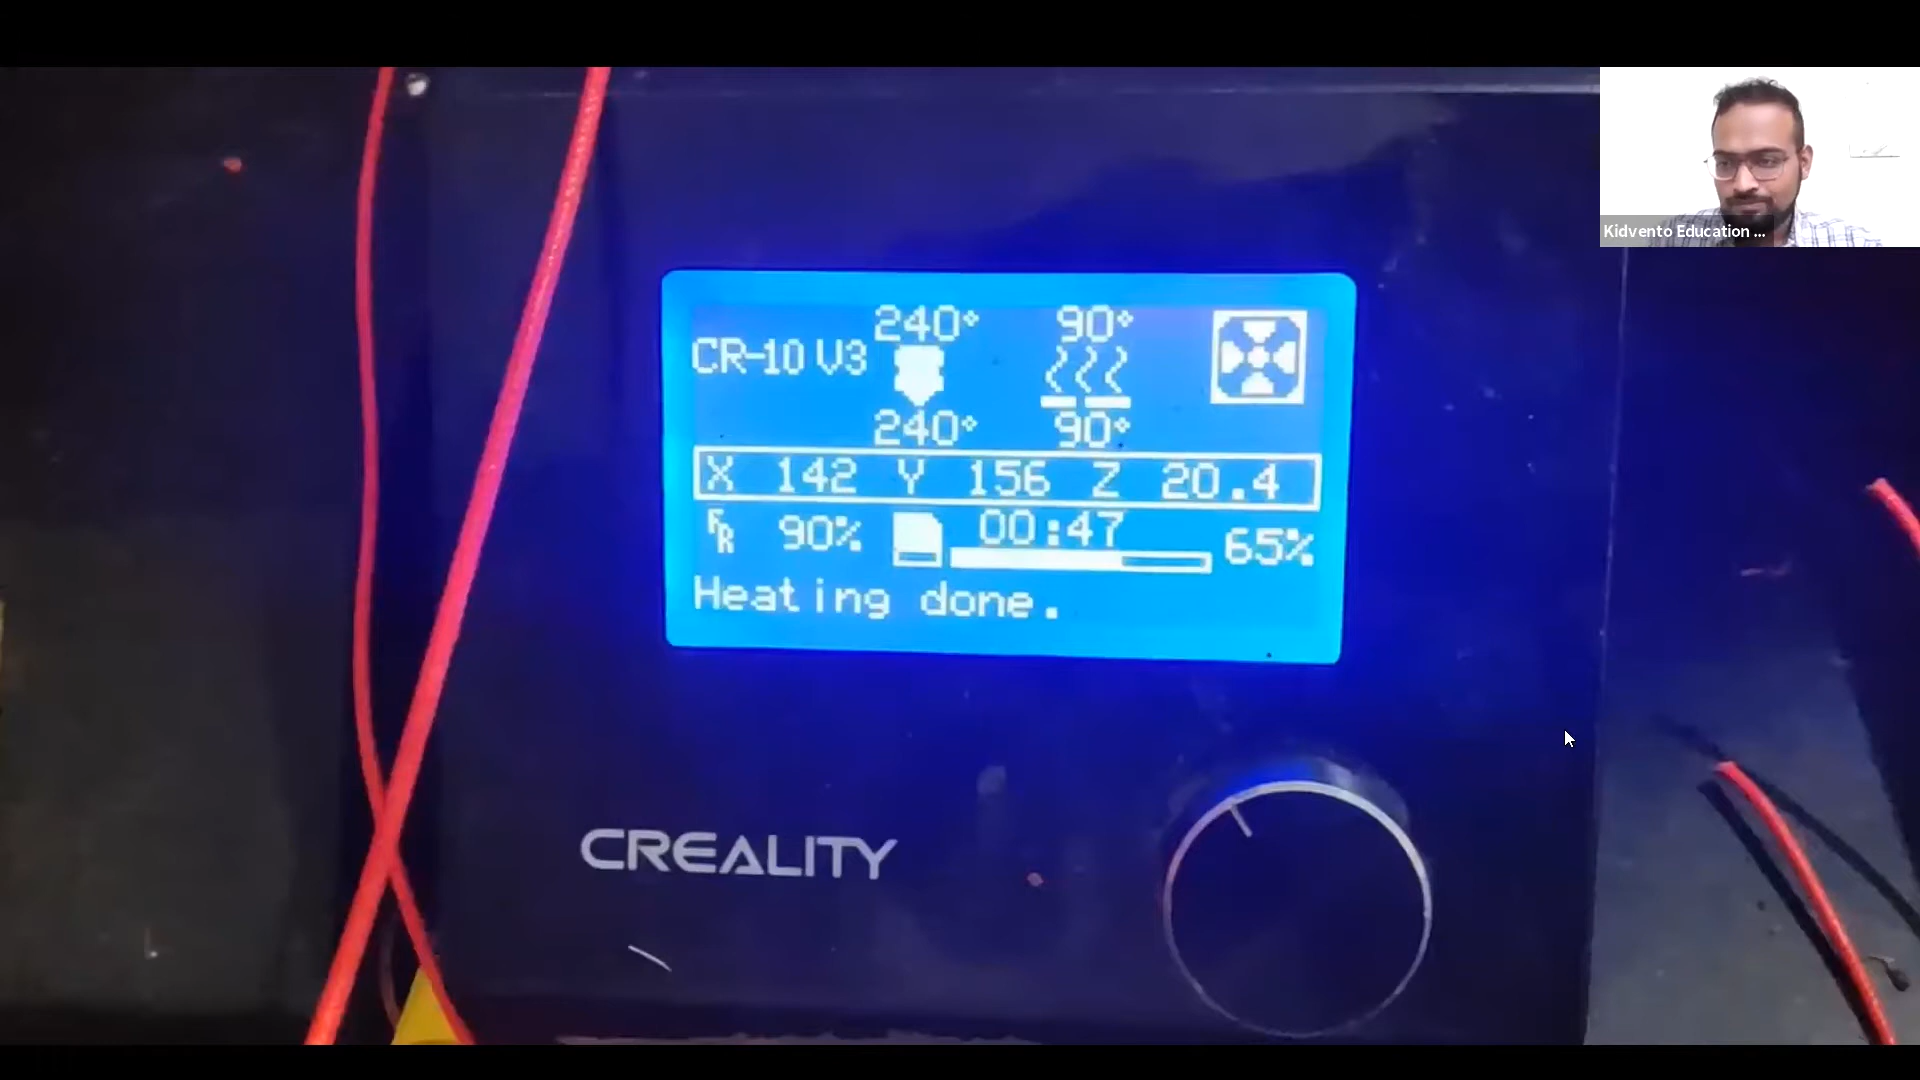 Kidvento Education ...
240° 90°
CR-10 V3
240° 90°
X 142 Y 156 Z 20.4
FR 90% 00:47 65%
Heating done.
CREALITY